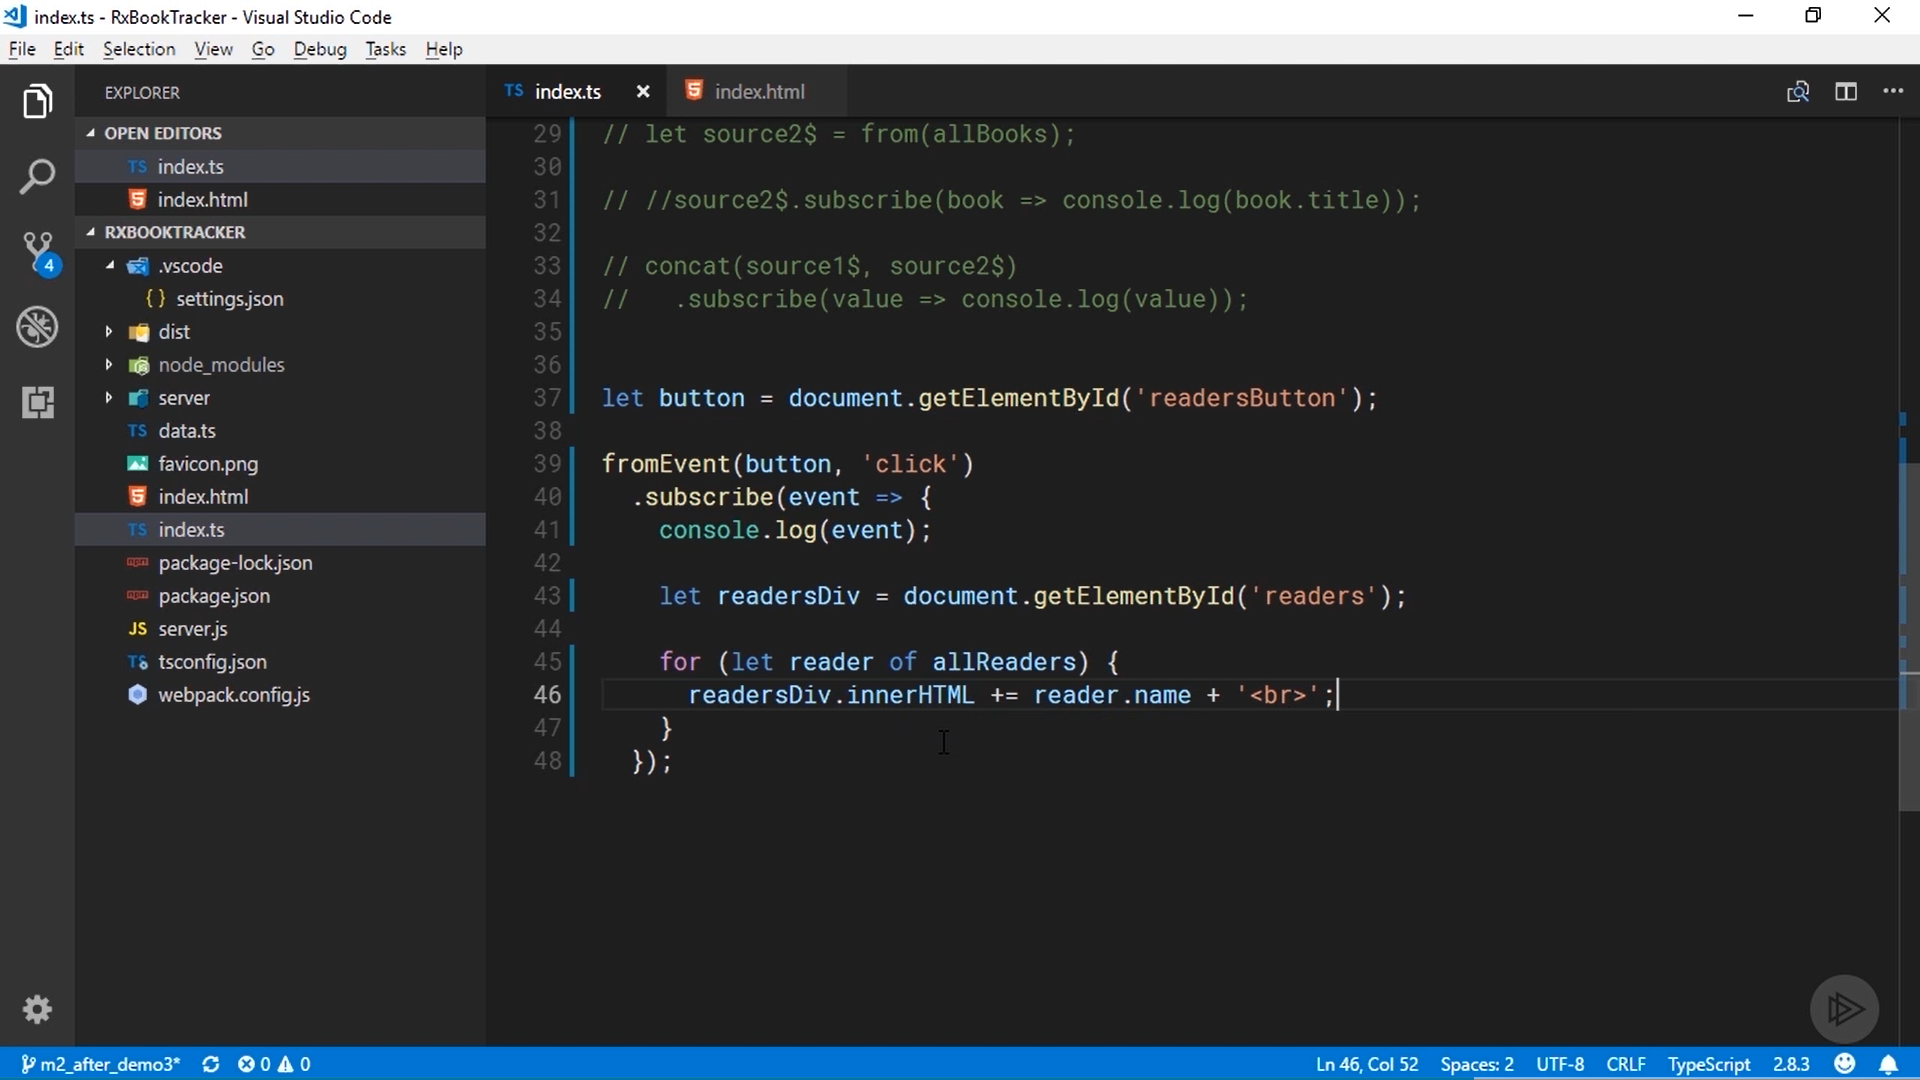 index.ts - RxBookTracker - Visual Studio Code
File Edit Selection View Go Debug Tasks Help
EXPLORER
OPEN EDITORS
TS index.ts
index.html
RXBOOKTRACKER
.vscode
{ } settings.json
dist
node_modules
server
TS data.ts
favicon.png
index.html
TS index.ts
package-lock.json
package.json
JS server.js
tsconfig.json
webpack.config.js
4
TS index.ts × index.html
29 // let source2$ = from(allBooks);
30
31 // //source2$.subscribe(book => console.log(book.title));
32
33 // concat(source1$, source2$)
34 //   .subscribe(value => console.log(value));
35
36
37 let button = document.getElementById('readersButton');
38
39 fromEvent(button, 'click')
40   .subscribe(event => {
41     console.log(event);
42
43     let readersDiv = document.getElementById('readers');
44
45     for (let reader of allReaders) {
46       readersDiv.innerHTML += reader.name + '<br>';
47     }
48   });
m2_after_demo3* 0 0 Ln 46, Col 52 Spaces: 2 UTF-8 CRLF TypeScript 2.8.3